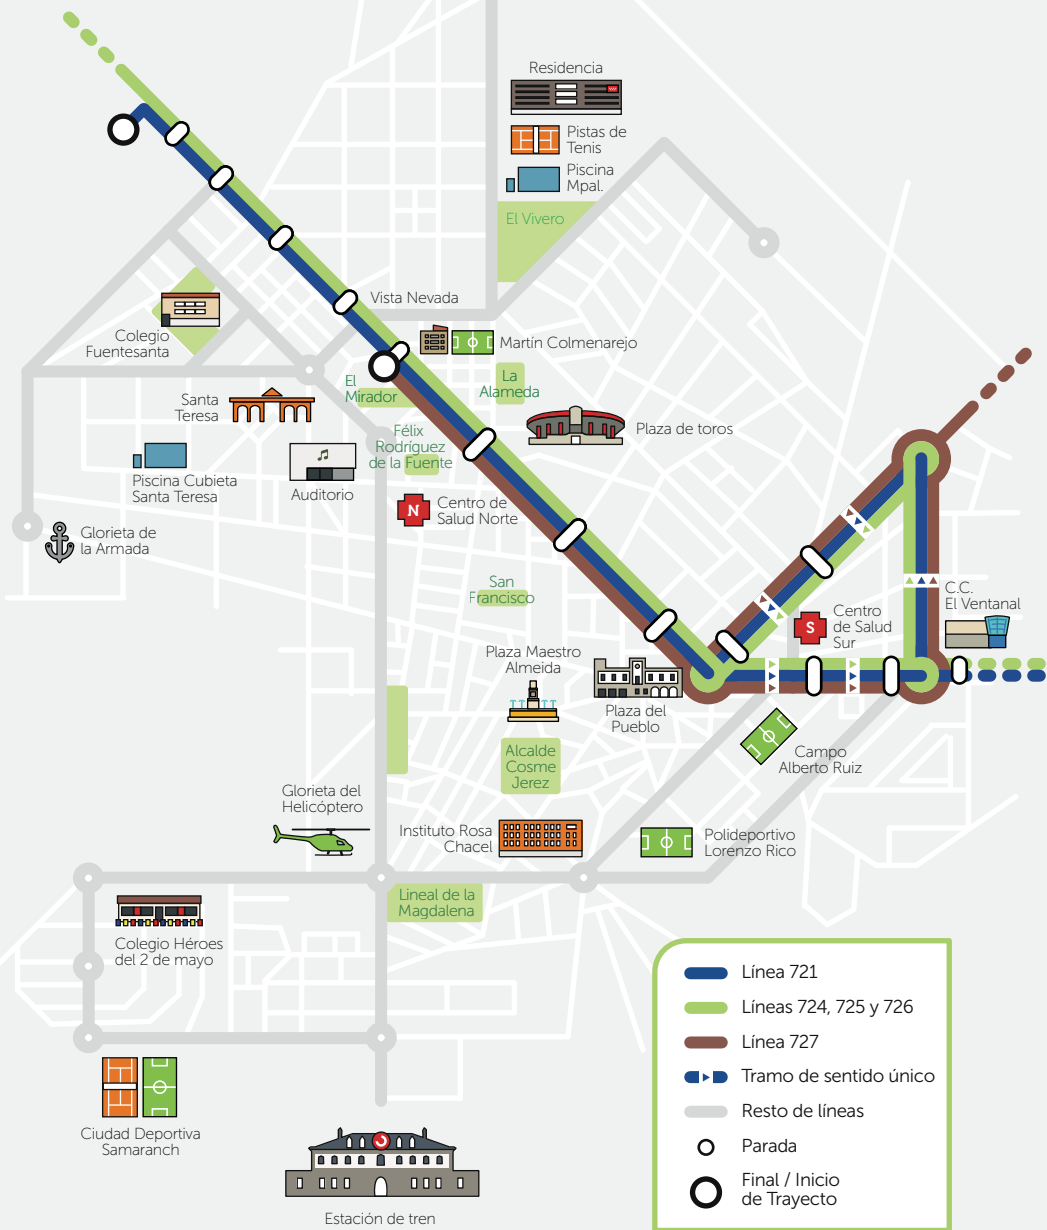 Residencia
Pistas de
Tenis
Piscina
Mpal.
El Vivero
Vista Nevada
Colegio
Fuentesanta
Martín Colmenarejo
El
Mirador
La
Alameda
Santa
Teresa
Plaza de toros
Félix
Rodríguez
de la Fuente
Piscina Cubieta
Santa Teresa
Auditorio
N
Centro de
Salud Norte
Glorieta de
la Armada
San
Francisco
C.C.
El Ventanal
S
Centro
de Salud
Sur
Plaza Maestro
Almeida
Plaza del
Pueblo
Campo
Alberto Ruiz
Alcalde
Cosme
Jerez
Glorieta del
Helicóptero
Instituto Rosa
Chacel
Polideportivo
Lorenzo Rico
Lineal de la
Magdalena
Colegio Héroes
del 2 de mayo
Ciudad Deportiva
Samaranch
Estación de tren
Línea 721
Líneas 724, 725 y 726
Línea 727
Tramo de sentido único
Resto de líneas
Parada
Final / Inicio
de Trayecto